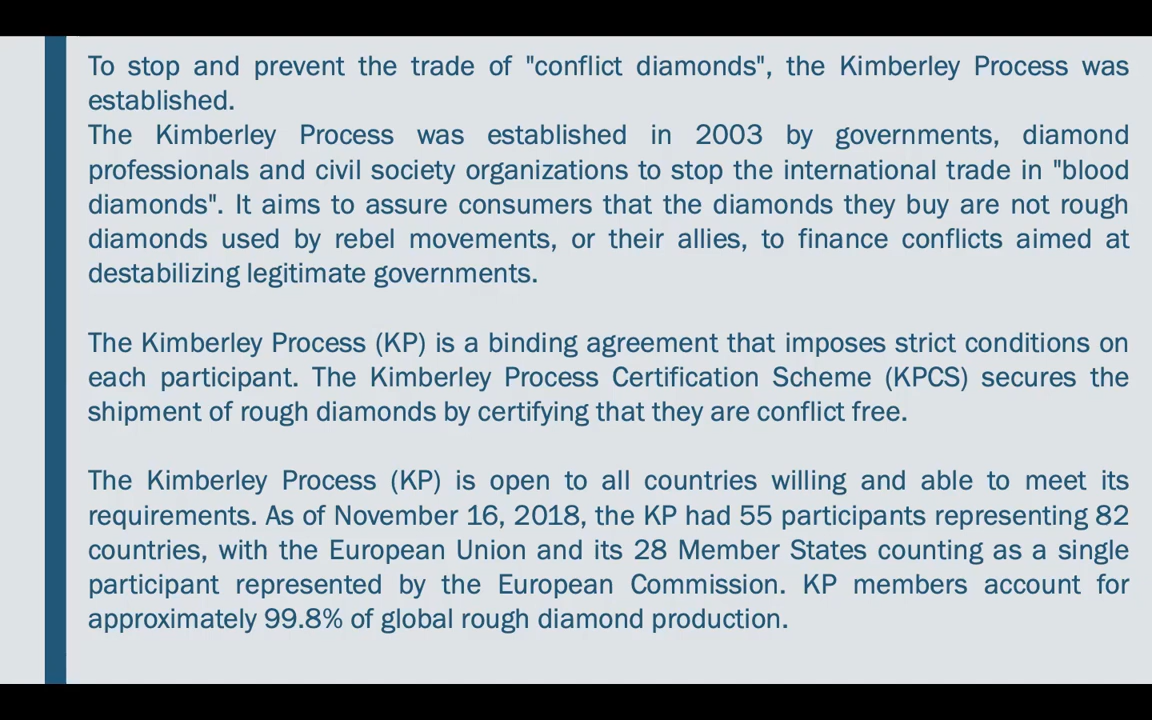 To stop and prevent the trade of "conflict diamonds", the Kimberley Process was
established.
The Kimberley Process was established in 2003 by governments, diamond
professionals and civil society organizations to stop the international trade in "blood
diamonds". It aims to assure consumers that the diamonds they buy are not rough
diamonds used by rebel movements, or their allies, to finance conflicts aimed at
destabilizing legitimate governments.
The Kimberley Process (KP) is a binding agreement that imposes strict conditions on
each participant. The Kimberley Process Certification Scheme (KPCS) secures the
shipment of rough diamonds by certifying that they are conflict free.
The Kimberley Process (KP) is open to all countries willing and able to meet its
requirements. As of November 16, 2018, the KP had 55 participants representing 82
countries, with the European Union and its 28 Member States counting as a single
participant represented by the European Commission. KP members account for
approximately 99.8% of global rough diamond production.